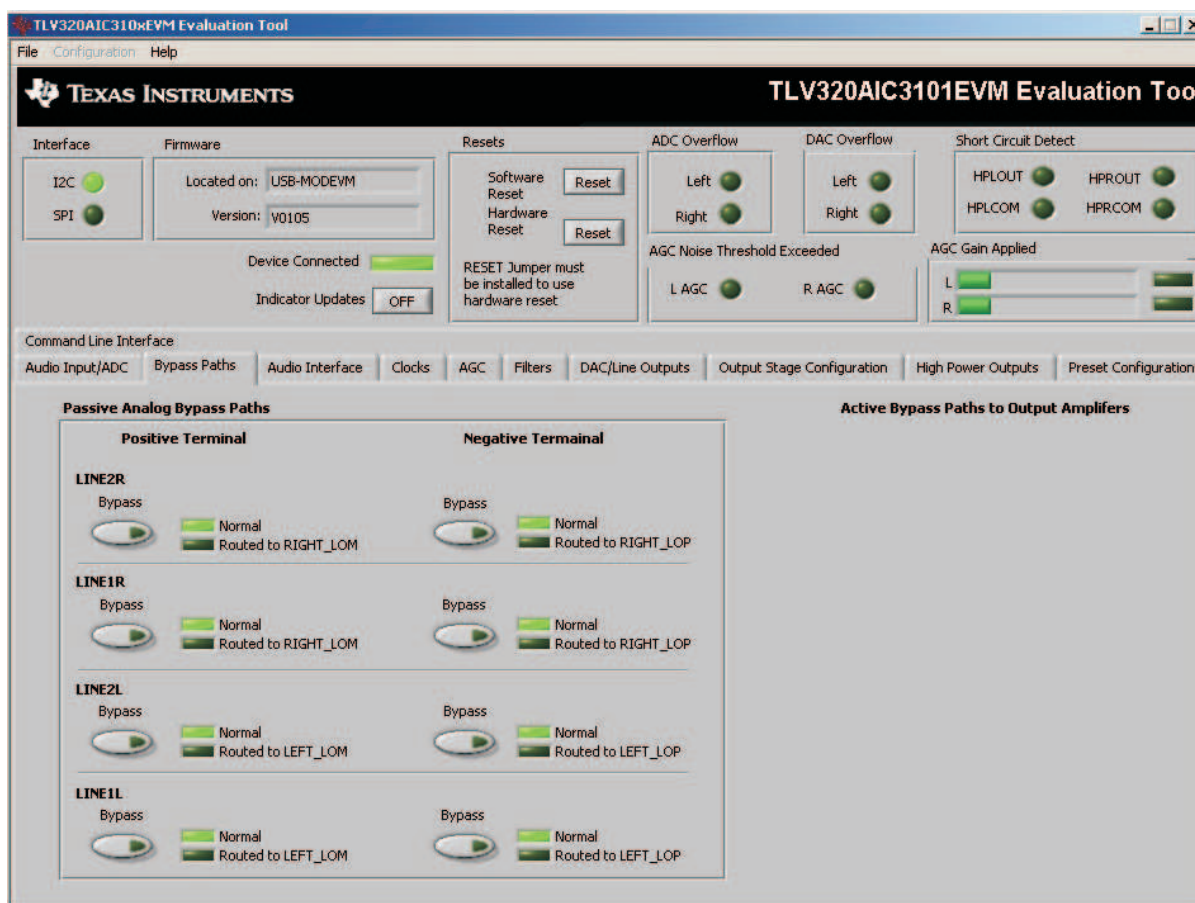 TLV320AIC310xEVM Evaluation Tool
File Configuration Help
TEXAS INSTRUMENTS
TLV320AIC3101EVM Evaluation Too
Interface
I2C
SPI
Firmware
Located on: USB-MODEVM
Version: V0105
Device Connected
Indicator Updates OFF
Resets
Software Reset
Reset
Hardware Reset
Reset
RESET Jumper must
be installed to use
hardware reset
ADC Overflow
Left
Right
DAC Overflow
Left
Right
Short Circuit Detect
HPLOUT HPROUT
HPLCOM HPRCOM
AGC Noise Threshold Exceeded
L AGC R AGC
AGC Gain Applied
L
R
Command Line Interface
Audio Input/ADC Bypass Paths Audio Interface Clocks AGC Filters DAC/Line Outputs Output Stage Configuration High Power Outputs Preset Configuration
Passive Analog Bypass Paths
Active Bypass Paths to Output Amplifers
Positive Terminal Negative Termainal
LINE2R
Bypass Bypass
Normal Normal
Routed to RIGHT_LOM Routed to RIGHT_LOP
LINE1R
Bypass Bypass
Normal Normal
Routed to RIGHT_LOM Routed to RIGHT_LOP
LINE2L
Bypass Bypass
Normal Normal
Routed to LEFT_LOM Routed to LEFT_LOP
LINE1L
Bypass Bypass
Normal Normal
Routed to LEFT_LOM Routed to LEFT_LOP